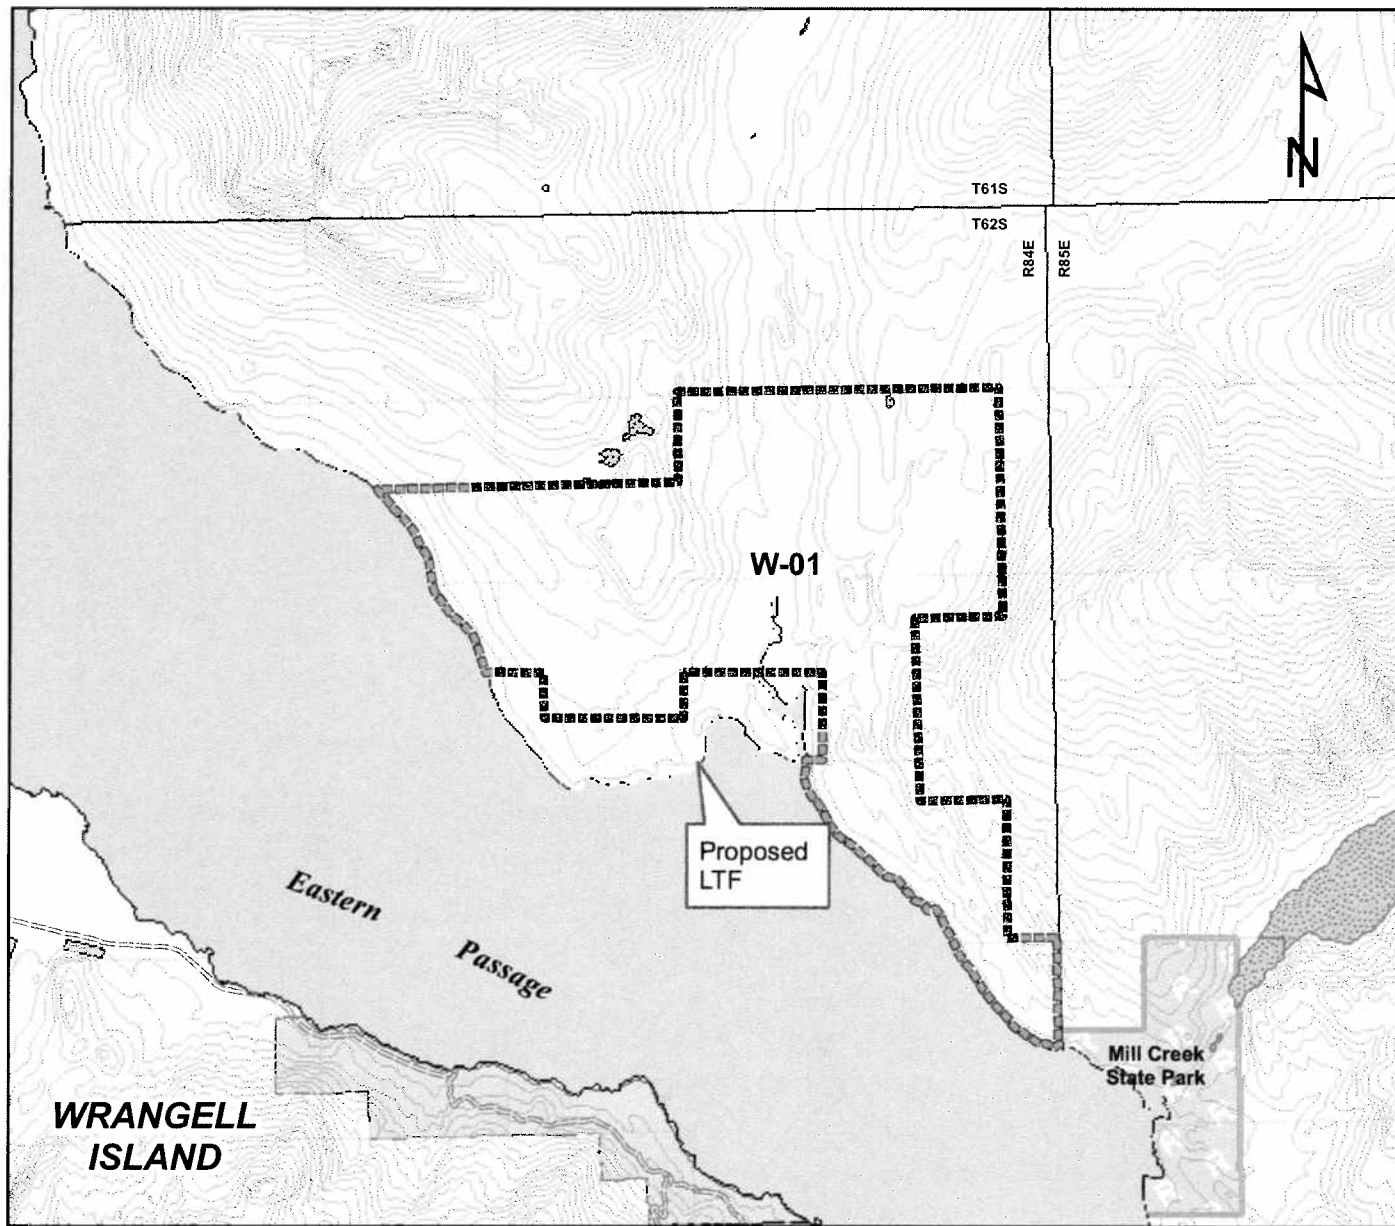 N
T61S
T62S
R84E
R85E
W-01
Proposed
LTF
Eastern
Passage
Mill Creek
State Park
WRANGELL
ISLAND